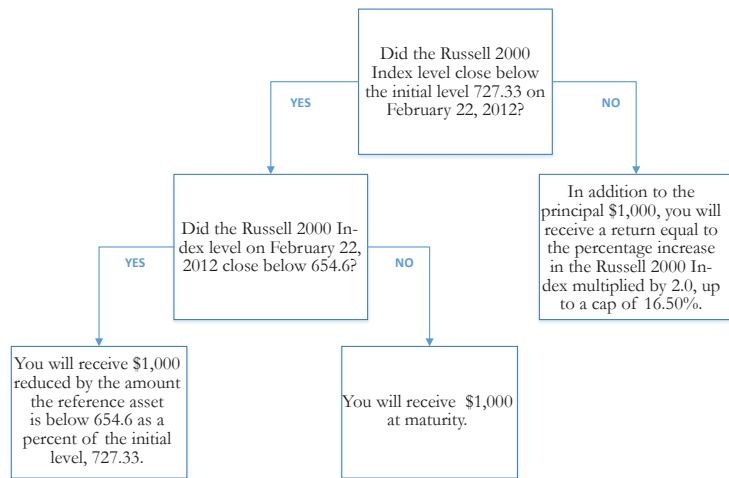 Did the Russell 2000
Index level close below
the initial level 727.33 on
February 22, 2012?
YES
NO
Did the Russell 2000 In-
dex level on February 22,
2012 close below 654.6?
In addition to the
principal $1,000, you will
receive a return equal to
the percentage increase
in the Russell 2000 In-
dex multiplied by 2.0, up
to a cap of 16.50%.
YES
NO
You will receive $1,000
reduced by the amount
the reference asset
is below 654.6 as a
percent of the initial
level, 727.33.
You will receive $1,000
at maturity.